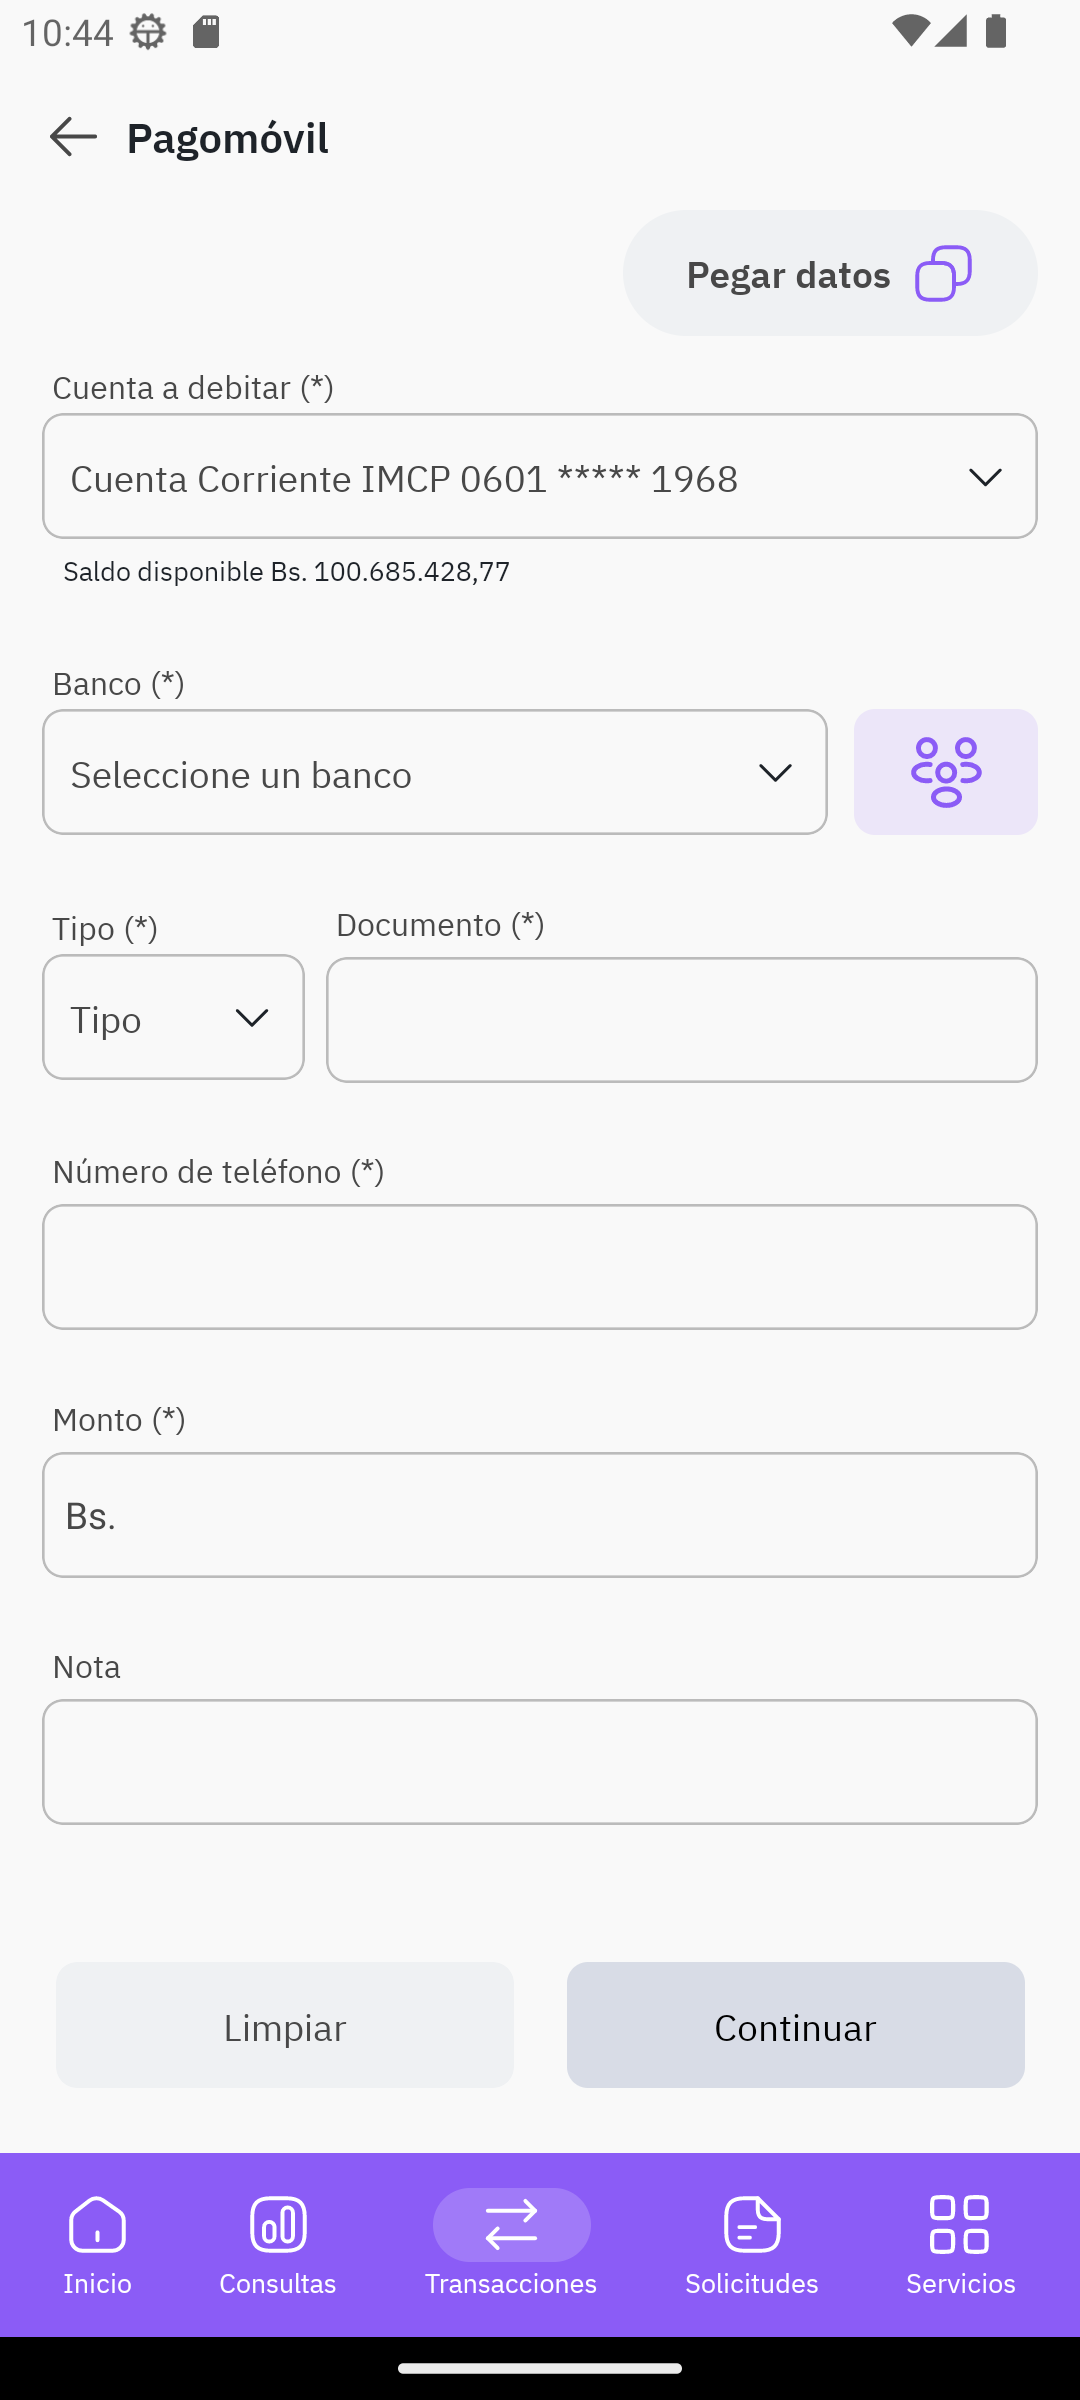 10:44
Pagomóvil
Pegar datos
Cuenta a debitar (*)
Cuenta Corriente IMCP 0601 ***** 1968
Saldo disponible Bs. 100.685.428,77
Banco (*)
Seleccione un banco
Tipo (*)
Documento (*)
Tipo
Número de teléfono (*)
Monto (*)
Bs.
Nota
Limpiar
Continuar
Inicio
Consultas
Transacciones
Solicitudes
Servicios